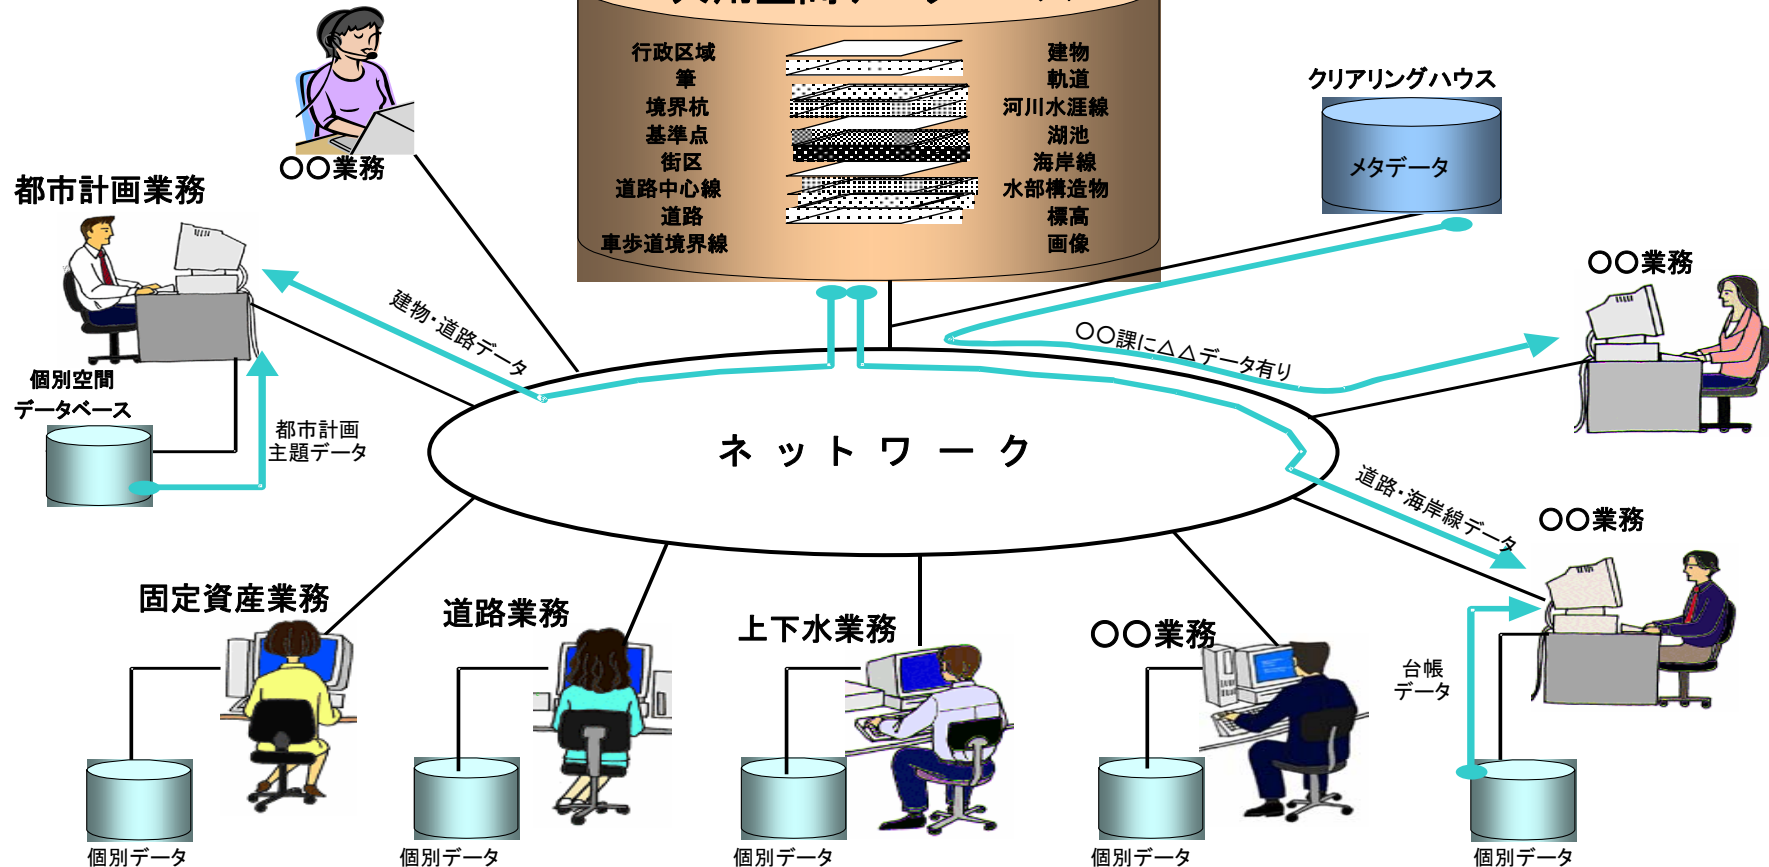 行政区域
筆
境界杭
基準点
街区
道路中心線
道路
車歩道境界線
建物
軌道
河川水涯線
湖池
海岸線
水部構造物
標高
画像
クリアリングハウス
メタデータ
〇〇業務
都市計画業務
建物・道路データ
個別空間
データベース
都市計画
主題データ
〇〇課に△△データ有り
〇〇業務
ネットワーク
道路・海岸線データ
〇〇業務
台帳
データ
固定資産業務
道路業務
上下水業務
〇〇業務
個別データ
個別データ
個別データ
個別データ
個別データ